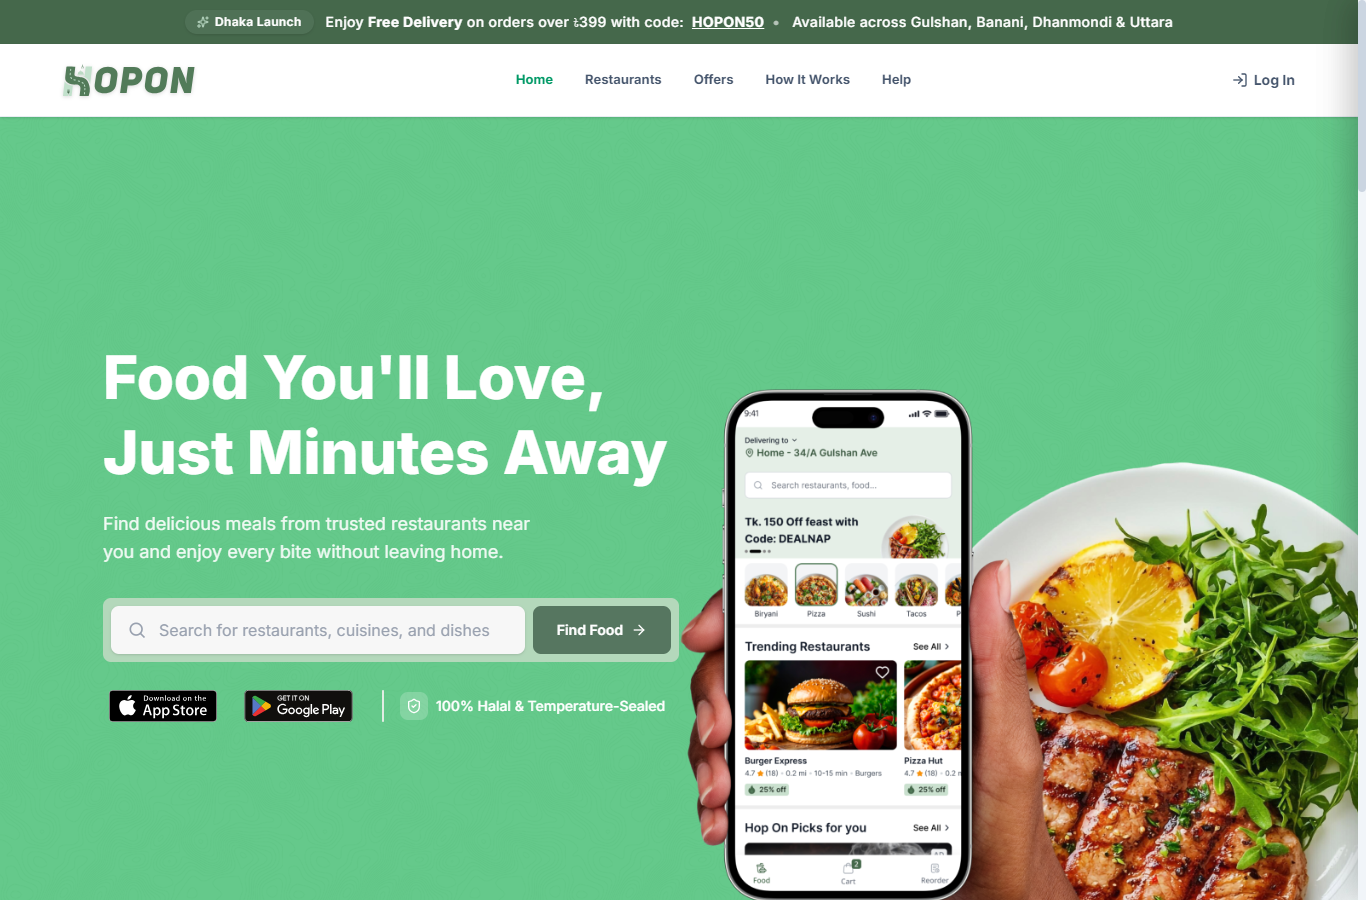 Dhaka Launch Enjoy Free Delivery on orders over ৳399 with code: HOPON50 • Available across Gulshan, Banani, Dhanmondi & Uttara
HOPON Home Restaurants Offers How It Works Help Log In
Food You'll Love,
Just Minutes Away
Find delicious meals from trusted restaurants near
you and enjoy every bite without leaving home.
Search for restaurants, cuisines, and dishes Find Food
Download on the
App Store
GET IT ON
Google Play
100% Halal & Temperature-Sealed
9:41
Delivering to
Home - 34/A Gulshan Ave
Search restaurants, food...
Tk. 150 Off feast with
Code: DEALNAP
Biryani Pizza Sushi Tacos P
Trending Restaurants See All
Burger Express Pizza Hut
4.7 (18) · 0.2 mi · 10-15 min · Burgers 4.7 (18) · 0.2 m
25% off 25% off
Hop On Picks for you See All
2
Food Cart Reorder